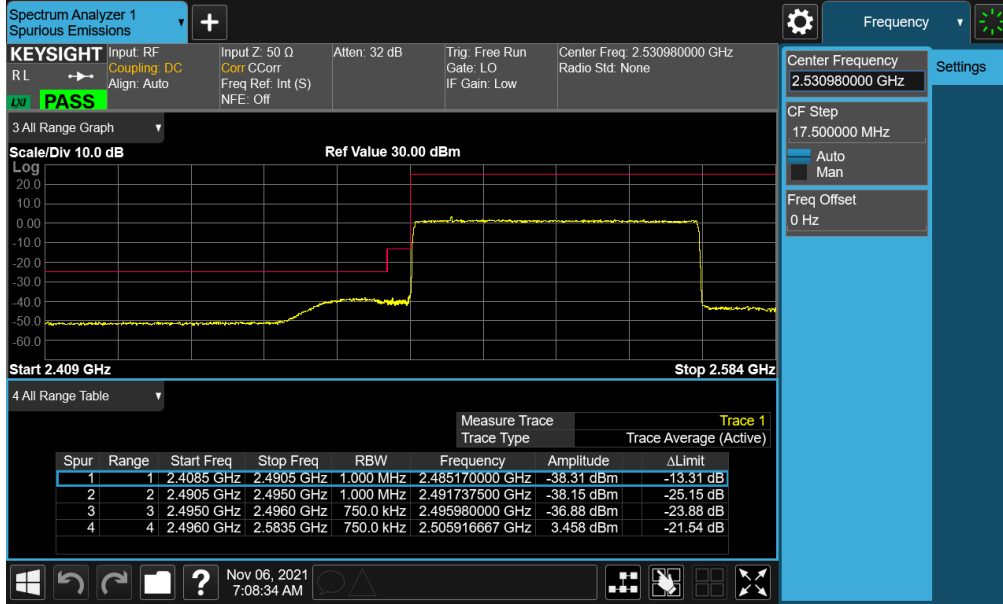 Spectrum Analyzer 1
Spurious Emissions
+
Frequency
KEYSIGHT Input: RF
RL
Coupling: DC
Align: Auto
LXI PASS
Input Z: 50 Ω
Corr CCorr
Freq Ref: Int (S)
NFE: Off
Atten: 32 dB
Trig: Free Run
Gate: LO
IF Gain: Low
Center Freq: 2.530980000 GHz
Radio Std: None
Center Frequency
2.530980000 GHz
Settings
CF Step
17.500000 MHz
Auto
Man
Freq Offset
0 Hz
3 All Range Graph
Scale/Div 10.0 dB Ref Value 30.00 dBm
Log
20.0
10.0
0.00
-10.0
-20.0
-30.0
-40.0
-50.0
-60.0
Start 2.409 GHz Stop 2.584 GHz
4 All Range Table
Measure Trace Trace 1
Trace Type Trace Average (Active)
Spur Range Start Freq Stop Freq RBW Frequency Amplitude ΔLimit
1 1 2.4085 GHz 2.4905 GHz 1.000 MHz 2.485170000 GHz -38.31 dBm -13.31 dB
2 2 2.4905 GHz 2.4950 GHz 1.000 MHz 2.491737500 GHz -38.15 dBm -25.15 dB
3 3 2.4950 GHz 2.4960 GHz 750.0 kHz 2.495980000 GHz -36.88 dBm -23.88 dB
4 4 2.4960 GHz 2.5835 GHz 750.0 kHz 2.505916667 GHz 3.458 dBm -21.54 dB
?
Nov 06, 2021
7:08:34 AM